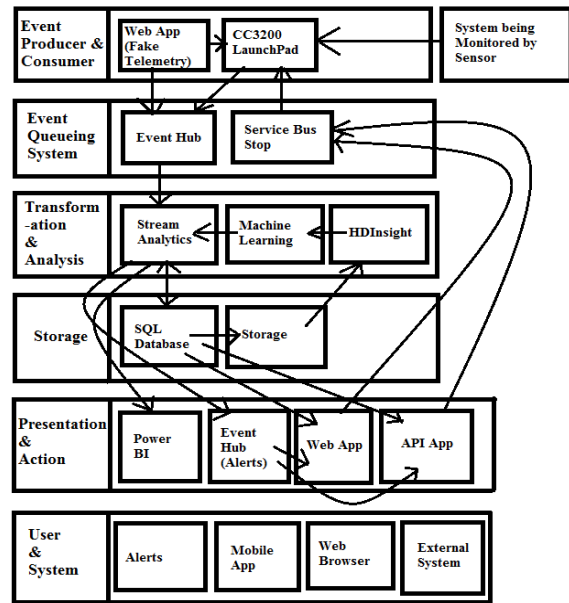 Event
Producer &
Consumer
Web App
(Fake
Telemetry)
CC3200
LaunchPad
System being
Monitored by
Sensor
Event
Queueing
System
Event Hub
Service Bus
Stop
Transform
-ation
&
Analysis
Stream
Analytics
Machine
Learning
HDInsight
Storage
SQL
Database
Storage
Presentation
&
Action
Power
BI
Event
Hub
(Alerts)
Web App
API App
User
&
System
Alerts
Mobile
App
Web
Browser
External
System